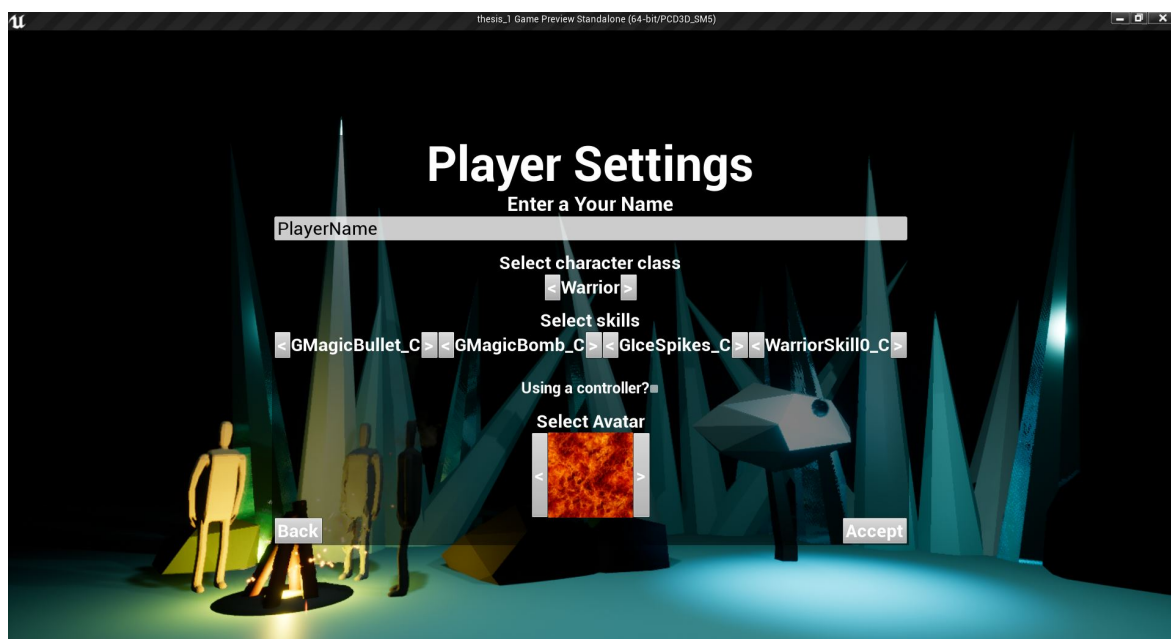 thesis_1 Game Preview Standalone (64-bit/PCD3D_SM5)
Player Settings
Enter a Your Name
PlayerName
Select character class
< Warrior >
Select skills
< GMagicBullet_C > < GMagicBomb_C > < GIceSpikes_C > < WarriorSkill0_C >
Using a controller?
Select Avatar
< >
Back Accept